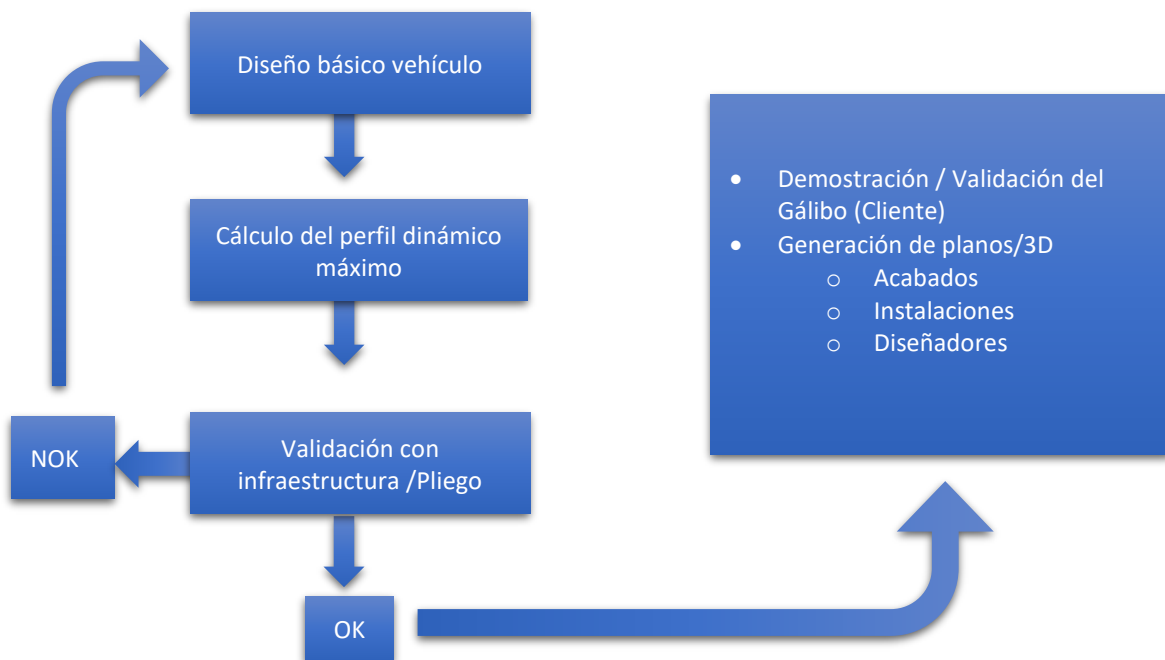 Diseño básico vehículo
Cálculo del perfil dinámico
máximo
Validación con
infraestructura /Pliego
NOK
OK
• Demostración / Validación del
Gálibo (Cliente)
• Generación de planos/3D
o Acabados
o Instalaciones
o Diseñadores